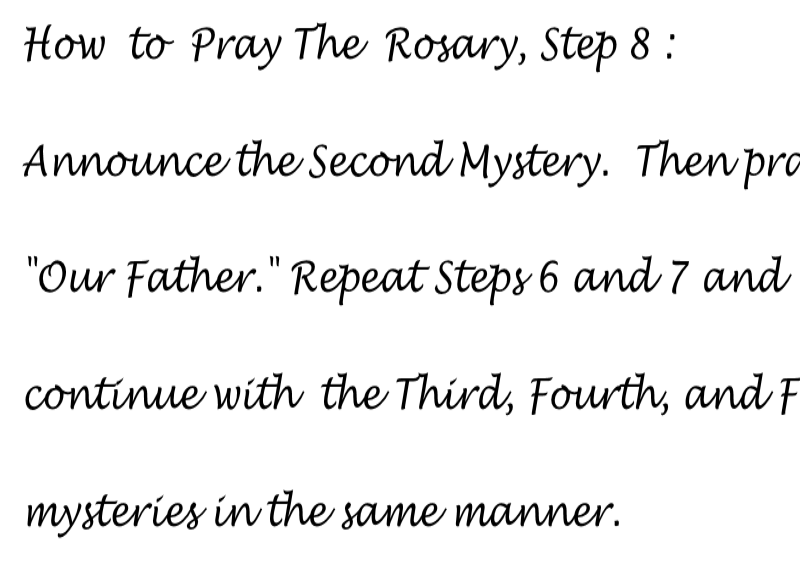 How to Pray The Rosary, Step 8 :
Announce the Second Mystery. Then
"Our Father." Repeat Steps 6 and 7 and
continue with the Third, Fourth, and
mysteries in the same manner.